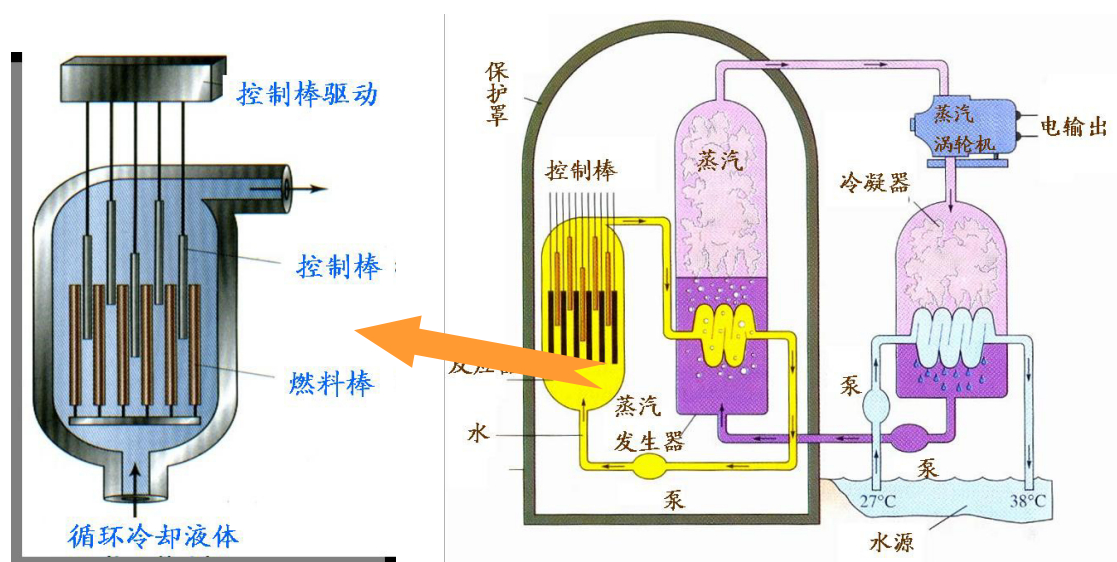 控制棒驱动
控制棒
燃料棒
循环冷却液体
保护罩
控制棒
蒸汽
蒸汽
涡轮机
电输出
冷凝器
水
蒸汽
发生器
泵
泵
泵
27°C
38°C
水源